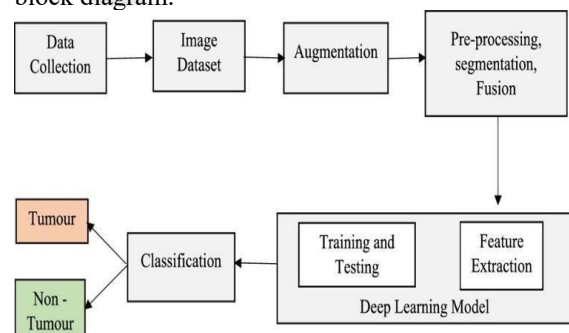 block diagram.
Data
Collection
Image
Dataset
Augmentation
Pre-processing,
segmentation,
Fusion
Training and
Testing
Feature
Extraction
Deep Learning Model
Classification
Tumour
Non -
Tumour